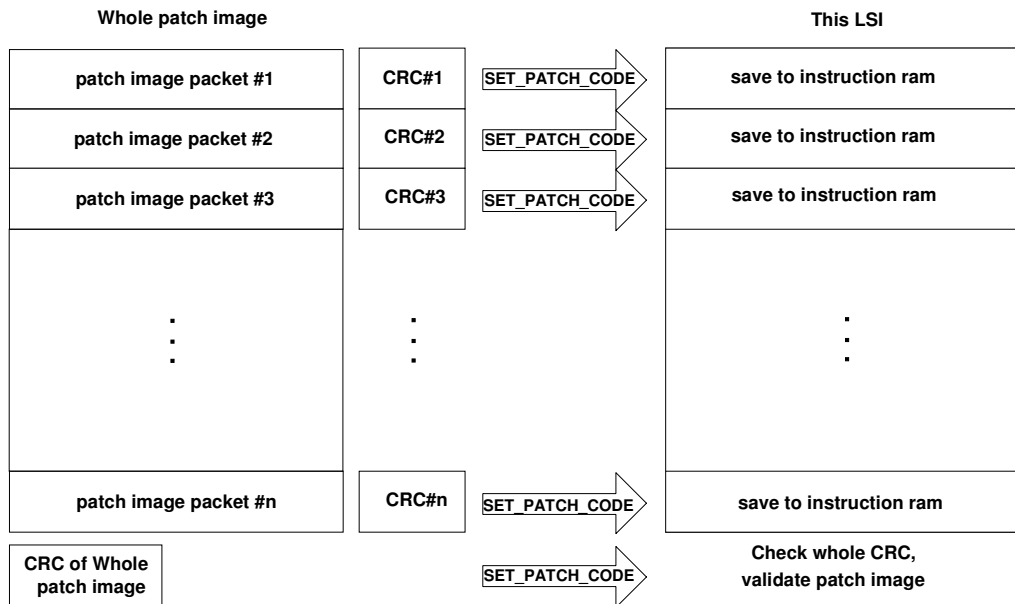 Whole patch image
This LSI
patch image packet #1
CRC#1
SET_PATCH_CODE
save to instruction ram
patch image packet #2
CRC#2
SET_PATCH_CODE
save to instruction ram
patch image packet #3
CRC#3
SET_PATCH_CODE
save to instruction ram
patch image packet #n
CRC#n
SET_PATCH_CODE
save to instruction ram
CRC of Whole
patch image
SET_PATCH_CODE
Check whole CRC,
validate patch image